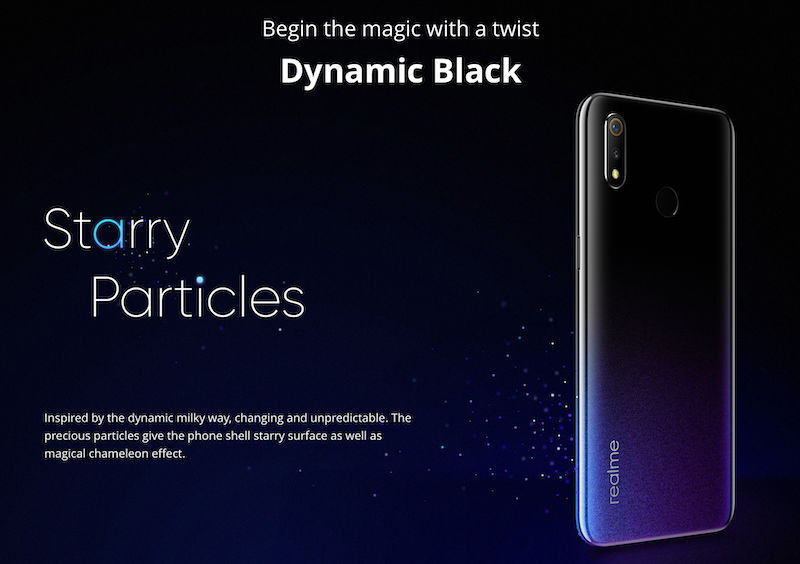 Begin the magic with a twist
Dynamic Black
Starry
Particles
Inspired by the dynamic milky way, changing and unpredictable. The
precious particles give the phone shell starry surface as well as
magical chameleon effect.
realme